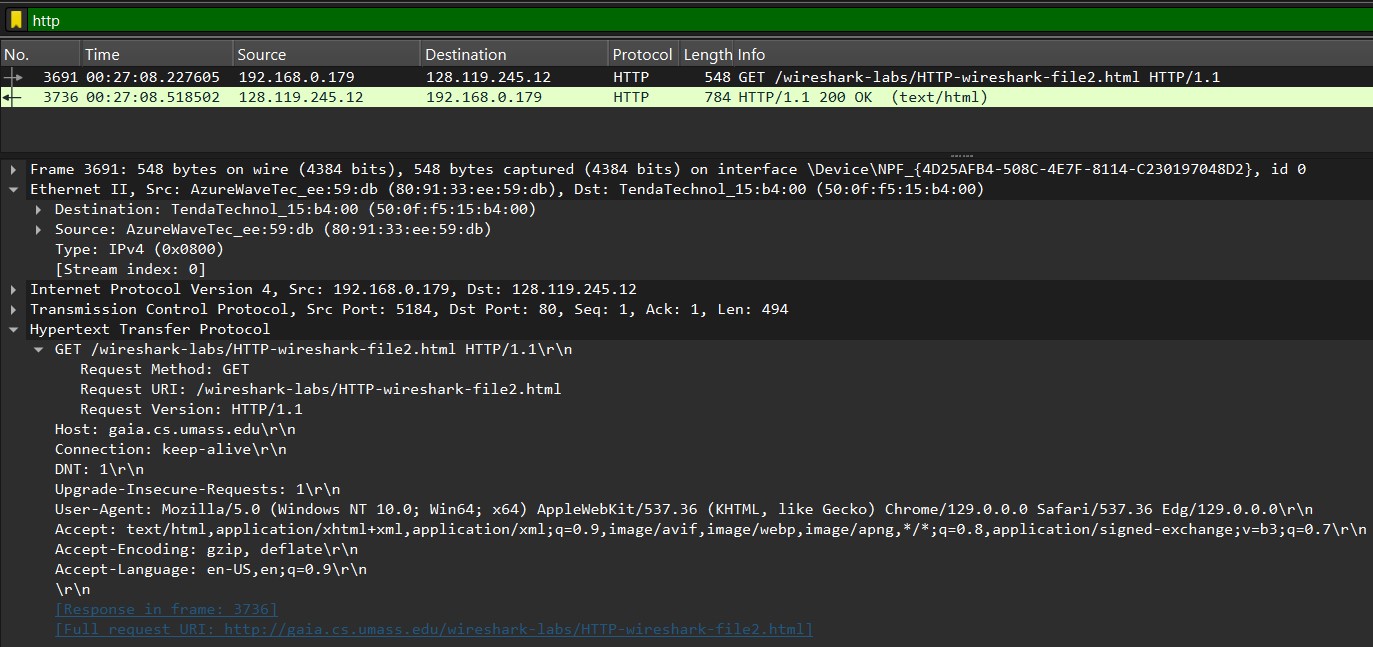 http
No. Time Source Destination Protocol Length Info
3691 00:27:08.227605 192.168.0.179 128.119.245.12 HTTP 548 GET /wireshark-labs/HTTP-wireshark-file2.html HTTP/1.1
3736 00:27:08.518502 128.119.245.12 192.168.0.179 HTTP 784 HTTP/1.1 200 OK (text/html)
Frame 3691: 548 bytes on wire (4384 bits), 548 bytes captured (4384 bits) on interface \Device\NPF_{4D25AFB4-508C-4E7F-8114-C230197048D2}, id 0
Ethernet II, Src: AzureWaveTec_ee:59:db (80:91:33:ee:59:db), Dst: TendaTechnol_15:b4:00 (50:0f:f5:15:b4:00)
Destination: TendaTechnol_15:b4:00 (50:0f:f5:15:b4:00)
Source: AzureWaveTec_ee:59:db (80:91:33:ee:59:db)
Type: IPv4 (0x0800)
[Stream index: 0]
Internet Protocol Version 4, Src: 192.168.0.179, Dst: 128.119.245.12
Transmission Control Protocol, Src Port: 5184, Dst Port: 80, Seq: 1, Ack: 1, Len: 494
Hypertext Transfer Protocol
GET /wireshark-labs/HTTP-wireshark-file2.html HTTP/1.1\r\n
Request Method: GET
Request URI: /wireshark-labs/HTTP-wireshark-file2.html
Request Version: HTTP/1.1
Host: gaia.cs.umass.edu\r\n
Connection: keep-alive\r\n
DNT: 1\r\n
Upgrade-Insecure-Requests: 1\r\n
User-Agent: Mozilla/5.0 (Windows NT 10.0; Win64; x64) AppleWebKit/537.36 (KHTML, like Gecko) Chrome/129.0.0.0 Safari/537.36 Edg/129.0.0.0\r\n
Accept: text/html,application/xhtml+xml,application/xml;q=0.9,image/avif,image/webp,image/apng,*/*;q=0.8,application/signed-exchange;v=b3;q=0.7\r\n
Accept-Encoding: gzip, deflate\r\n
Accept-Language: en-US,en;q=0.9\r\n
\r\n
[Response in frame: 3736]
[Full request URI: http://gaia.cs.umass.edu/wireshark-labs/HTTP-wireshark-file2.html]